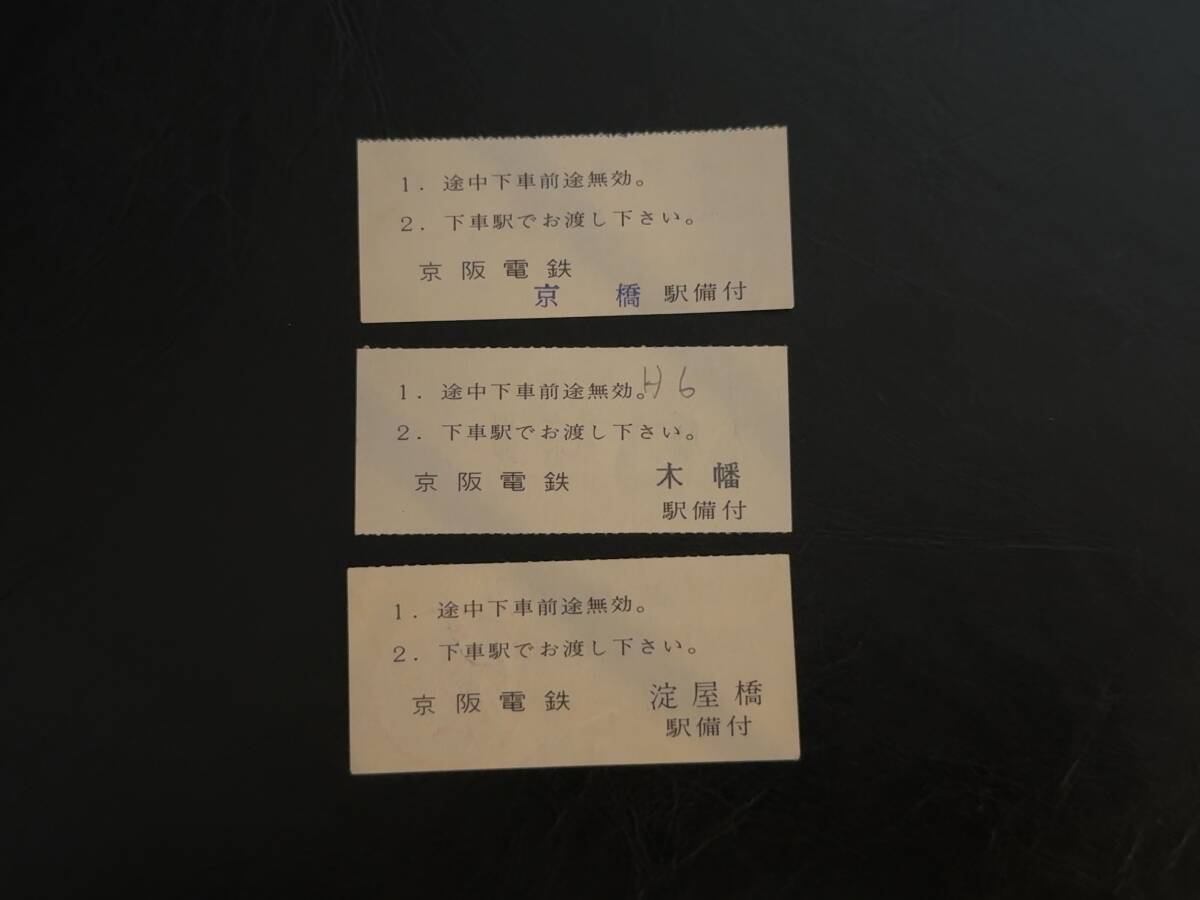 1. 途中下車前途無効。
2. 下車駅でお渡し下さい。
京阪電鉄
京橋 駅備付
1. 途中下車前途無効。H6
2. 下車駅でお渡し下さい。
京阪電鉄 木幡
駅備付
1. 途中下車前途無効。
2. 下車駅でお渡し下さい。
京阪電鉄 淀屋橋
駅備付